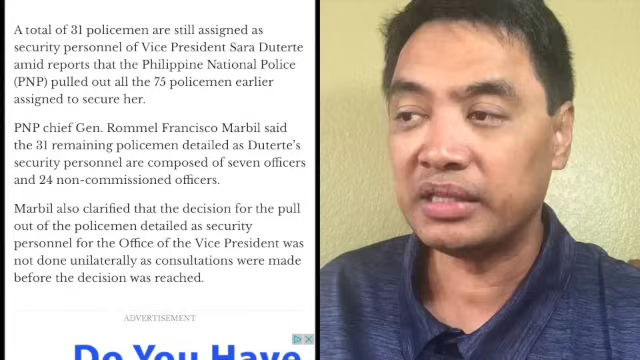 A total of 31 policemen are still assigned as
security personnel of Vice President Sara Duterte
amid reports that the Philippine National Police
(PNP) pulled out all the 75 policemen earlier
assigned to secure her.
PNP chief Gen. Rommel Francisco Marbil said
the 31 remaining policemen detailed as Duterte's
security personnel are composed of seven officers
and 24 non-commissioned officers.
Marbil also clarified that the decision for the pull
out of the policemen detailed as security
personnel for the Office of the Vice President was
not done unilaterally as consultations were made
before the decision was reached.
ADVERTISEMENT
Do You Have